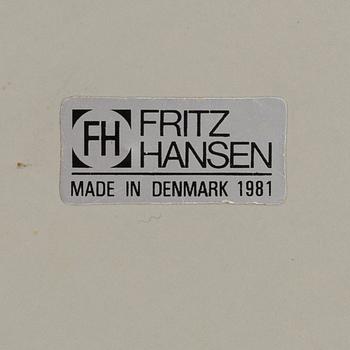 FH FRITZ
HANSEN
MADE IN DENMARK 1981